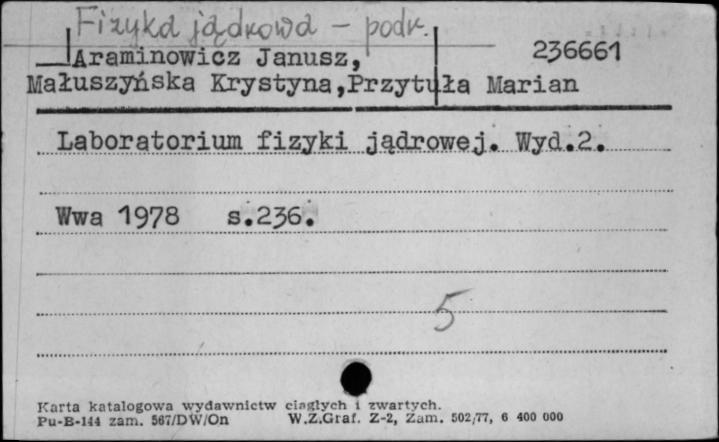 Fizyka jądrowa - podr.
Araminowicz Janusz, 236661
Małuszyńska Krystyna,Przytuła Marian
Laboratorium fizyki jądrowej. Wyd.2.
Wwa 1978 s.236.
5
Karta katalogowa wydawnictw ciągłych i zwartych.
Pu-B-144 zam. 567/DW/On W.Z.Graf. Z-2, Zam. 502/77, 6 400 000